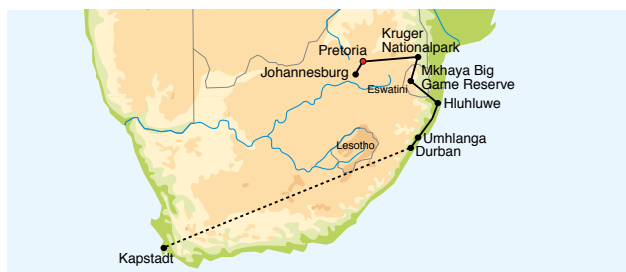 Kruger
Nationalpark
Pretoria
Johannesburg
Mkhaya Big
Game Reserve
Eswatini
Hluhluwe
Umhlanga
Durban
Lesotho
Kapstadt